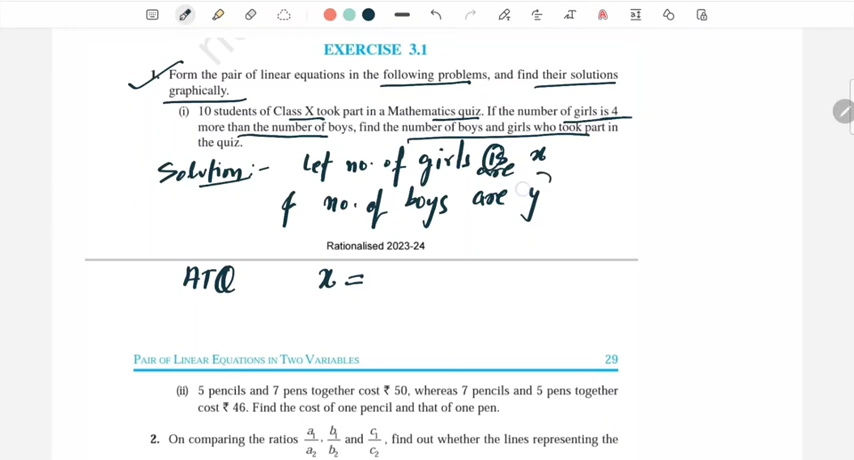 EXERCISE 3.1
1. Form the pair of linear equations in the following problems, and find their solutions
graphically.
(i) 10 students of Class X took part in a Mathematics quiz. If the number of girls is 4
more than the number of boys, find the number of boys and girls who took part in
the quiz.
Solution:- Let no. of girls are x
& no. of boys are y
Rationalised 2023-24
ATQ x =
PAIR OF LINEAR EQUATIONS IN TWO VARIABLES 29
(ii) 5 pencils and 7 pens together cost ₹ 50, whereas 7 pencils and 5 pens together
cost ₹ 46. Find the cost of one pencil and that of one pen.
2. On comparing the ratios a₁/a₂, b₁/b₂ and c₁/c₂, find out whether the lines representing the